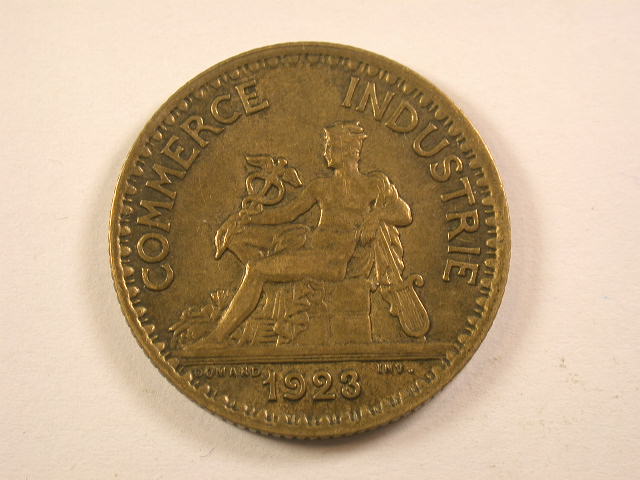 COMMERCE INDUSTRIE
DOMARD INV.
1923